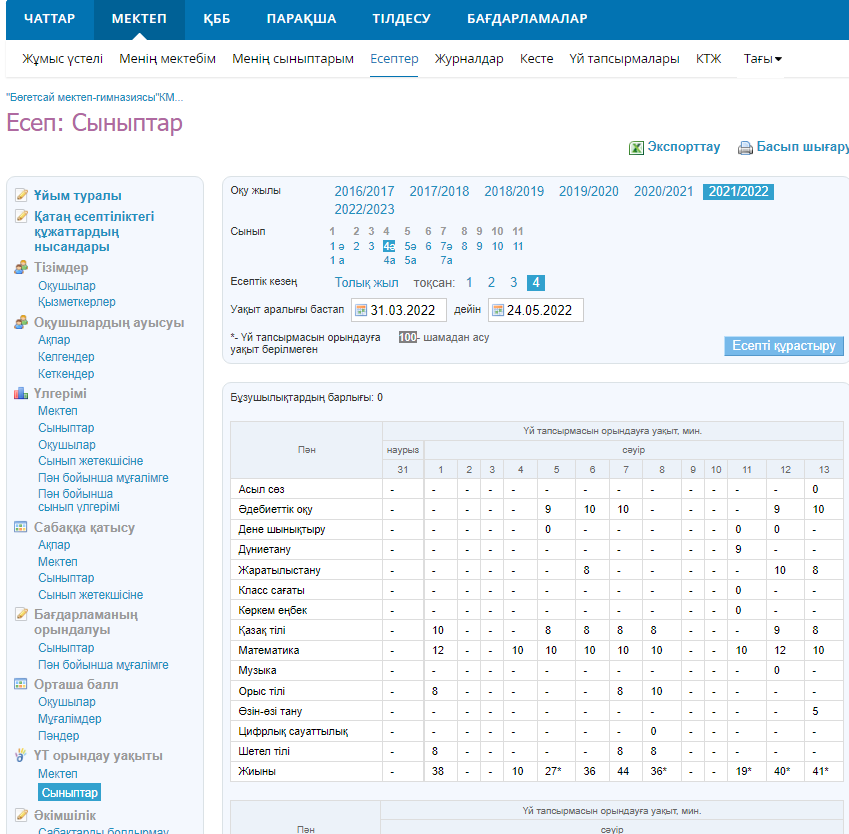 ЧАТТАР МЕКТЕП ҚББ ПАРАҚША ТІЛДЕСУ БАҒДАРЛАМАЛАР
Жұмыс үстелі Менің мектебім Менің сыныптарым Есептер Журналдар Кесте Үй тапсырмалары КТЖ Тағы
"Бөгетсай мектеп-гимназиясы"КМ...
Есеп: Сыныптар
Экспорттау Басып шығару
Ұйым туралы
Қатаң есептіліктегі
құжаттардың
нысандары
Тізімдер
Оқушылар
Қызметкерлер
Оқушылардың ауысуы
Ақпар
Келгендер
Кеткендер
Үлгерімі
Мектеп
Сыныптар
Оқушылар
Сынып жетекшісіне
Пән бойынша мұғалімге
Пән бойынша
сынып үлгерімі
Сабаққа қатысу
Ақпар
Мектеп
Сыныптар
Сынып жетекшісіне
Бағдарламаның
орындалуы
Сыныптар
Пән бойынша мұғалімге
Орташа балл
Оқушылар
Мұғалімдер
Пәндер
ҮТ орындау уақыты
Мектеп
Сыныптар
Әкімшілік
Сабақтарды болдырмау
Оқу жылы 2016/2017 2017/2018 2018/2019 2019/2020 2020/2021 2021/2022
2022/2023
Сынып 1 2 3 4 5 6 7 8 9 10 11
1 ә 2 3 4ә 5ә 6 7ә 8 9 10 11
1 а 4а 5а 7а
Есептік кезең Толық жыл тоқсан: 1 2 3 4
Уақыт аралығы бастап 31.03.2022 дейін 24.05.2022
*- Үй тапсырмасын орындауға 100 - шамадан асу
уақыт берілмеген
Есепті құрастыру
Бұзушылықтардың барлығы: 0
Пән Үй тапсырмасын орындауға уақыт, мин.
наурыз сәуір
31 1 2 3 4 5 6 7 8 9 10 11 12 13
Асыл сөз - - - - - - - - - - - - - 0
Әдебиеттік оқу - - - - - 9 10 10 - - - - 9 10
Дене шынықтыру - - - - - 0 - - - - - 0 0 -
Дүниетану - - - - - - - - - - - 9 - -
Жаратылыстану - - - - - - 8 - - - - - 10 8
Класс сағаты - - - - - - - - - - - 0 - -
Көркем еңбек - - - - - - - - - - - 0 - -
Қазақ тілі - 10 - - - 8 8 8 8 - - - 9 8
Математика - 12 - - 10 10 10 10 10 - - 10 12 10
Музыка - - - - - - - - - - - - 0 -
Орыс тілі - 8 - - - - - 8 10 - - - - -
Өзін-өзі тану - - - - - - - - - - - - - 5
Цифрлық сауаттылық - - - - - - - - 0 - - - - -
Шетел тілі - 8 - - - - - 8 8 - - - - -
Жиыны - 38 - - 10 27* 36 44 36* - - 19* 40* 41*
Пән Үй тапсырмасын орындауға уақыт, мин.
сәуір